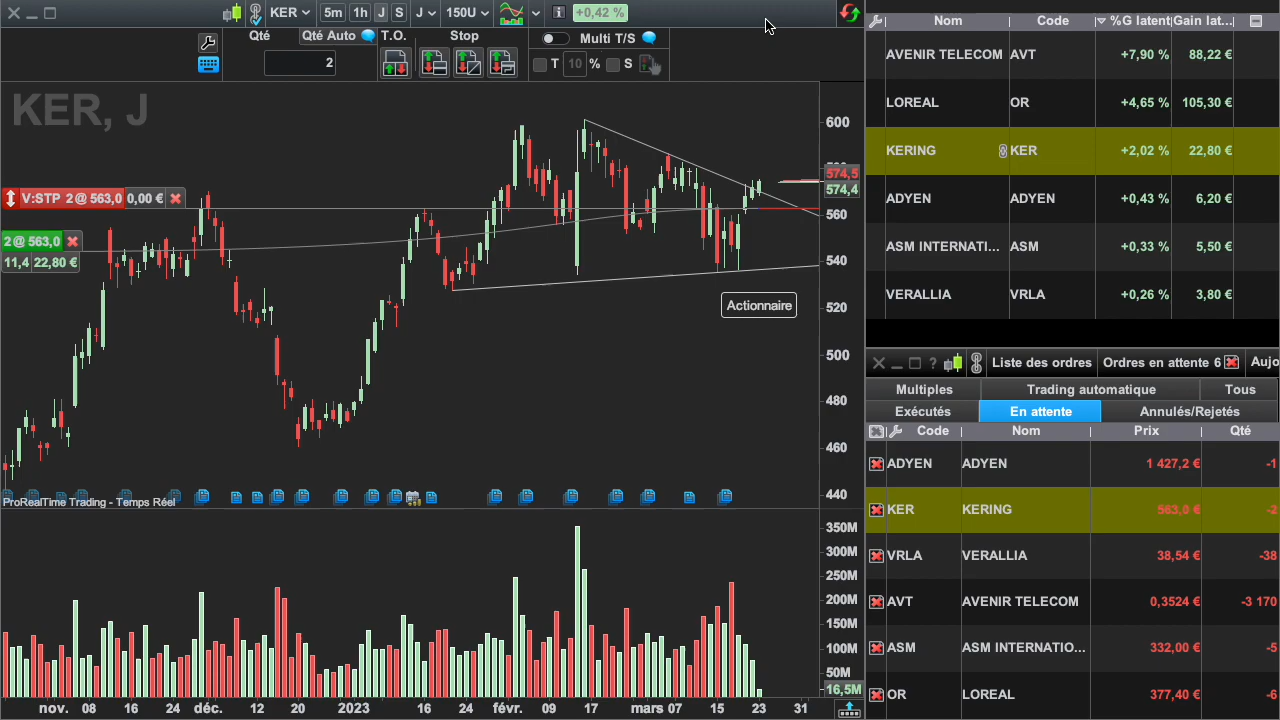 KER 5m 1h J S J 150U +0,42 %
Qté Qté Auto T.O. Stop Multi T/S
2 T 10 % S
KER, J
600
580
574,5
574,4
560
540
520
500
480
460
440
V:STP 2 @ 563,0 0,00 €
2 @ 563,0
11,4 22,80 €
Actionnaire
ProRealTime Trading - Temps Réel
350M
300M
250M
200M
150M
100M
50M
16,5M
nov. 08 16 24 déc. 12 20 2023 16 24 févr. 09 17 mars 07 15 23 31
Nom Code %G latent Gain lat...
AVENIR TELECOM AVT +7,90 % 88,22 €
LOREAL OR +4,65 % 105,30 €
KERING KER +2,02 % 22,80 €
ADYEN ADYEN +0,43 % 6,20 €
ASM INTERNATI... ASM +0,33 % 5,50 €
VERALLIA VRLA +0,26 % 3,80 €
? Liste des ordres Ordres en attente 6 Aujo
Multiples Trading automatique Tous
Exécutés En attente Annulés/Rejetés
Code Nom Prix Qté
ADYEN ADYEN 1 427,2 € -1
KER KERING 563,0 € -2
VRLA VERALLIA 38,54 € -38
AVT AVENIR TELECOM 0,3524 € -3 170
ASM ASM INTERNATIO... 332,00 € -5
OR LOREAL 377,40 € -6